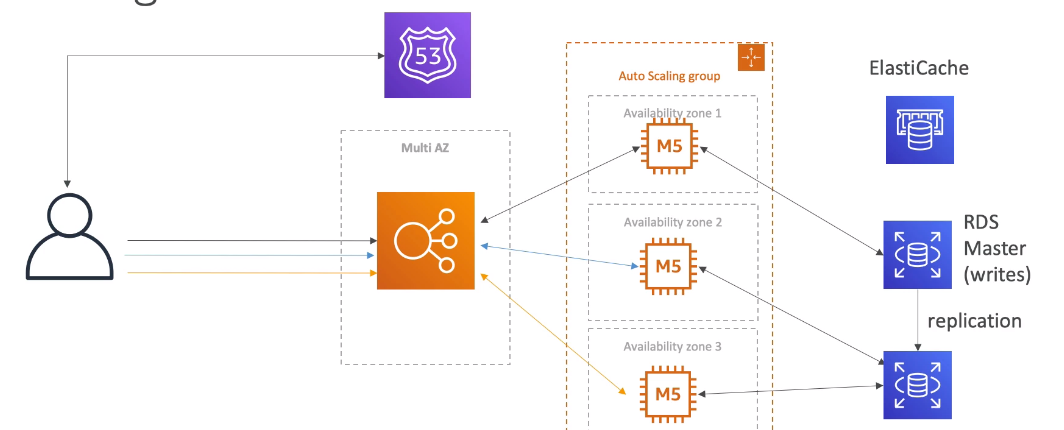 53
ElastiCache
Auto Scaling group
Availability zone 1
M5
Multi AZ
Availability zone 2
M5
RDS
Master
(writes)
replication
Availability zone 3
M5